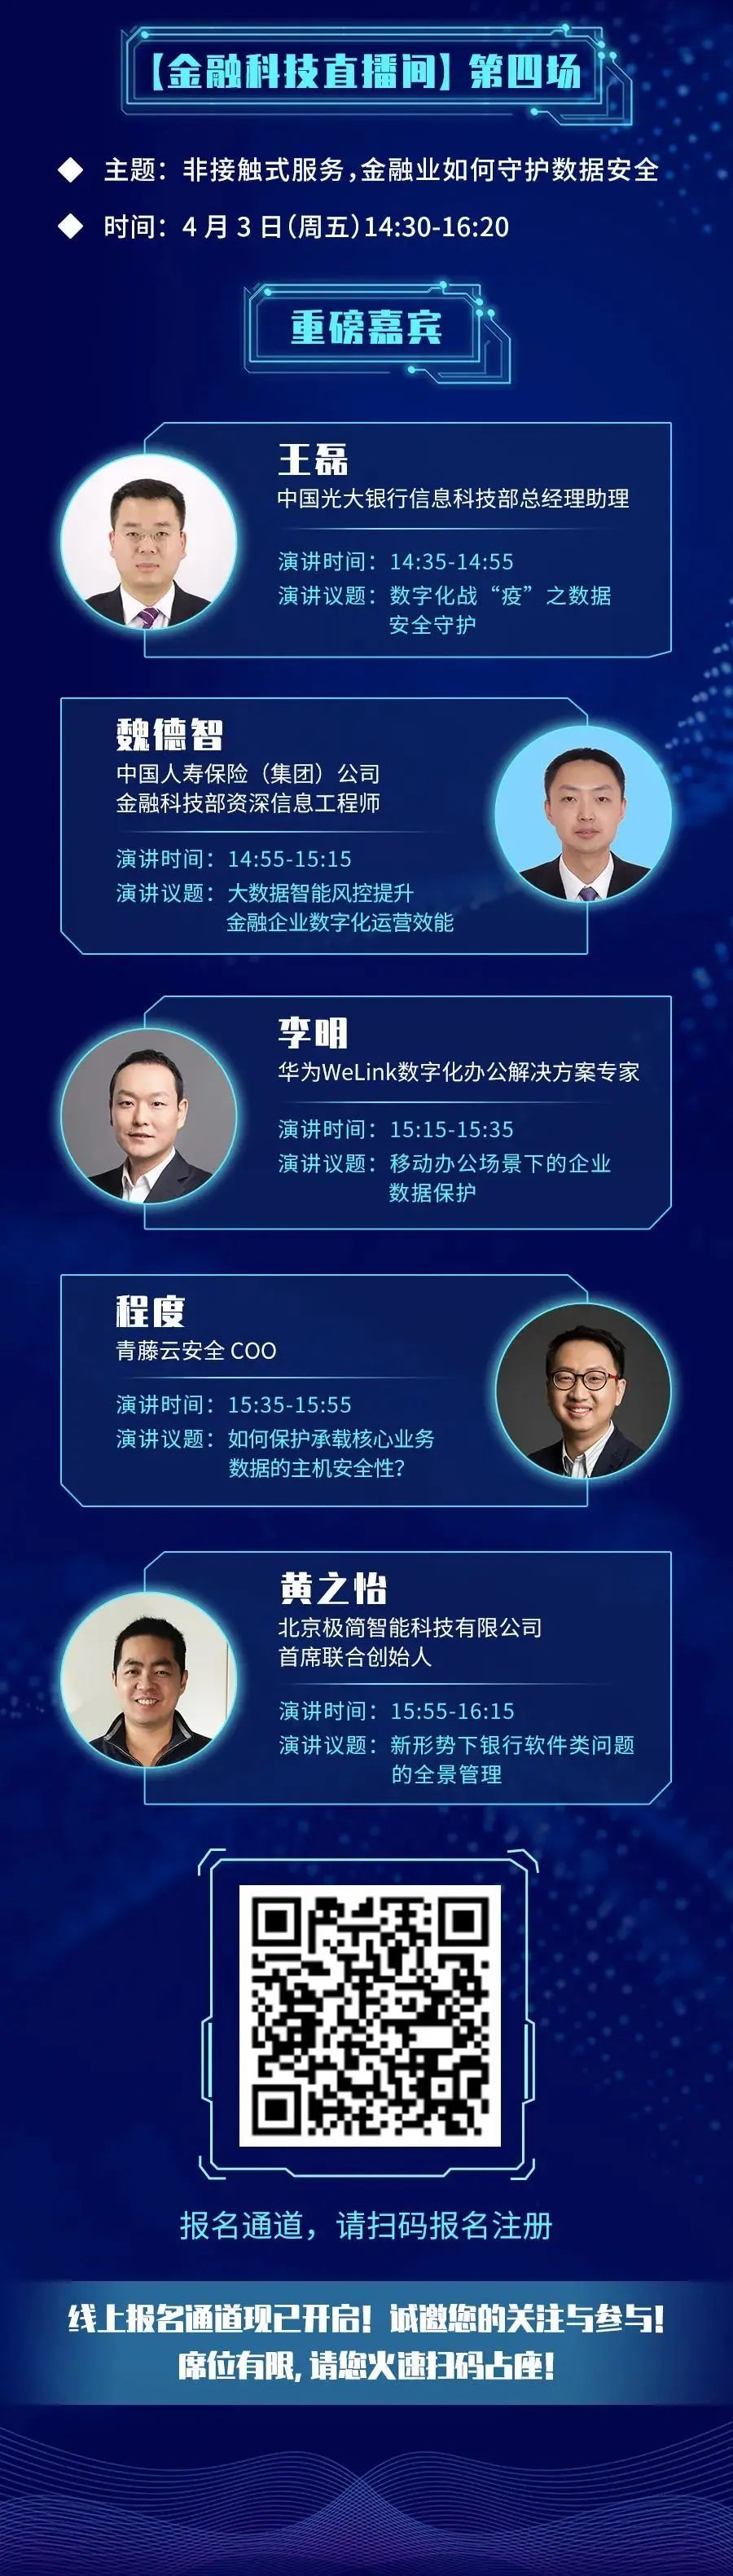 【金融科技直播间】第四场
主题：非接触式服务,金融业如何守护数据安全
时间：4 月 3 日(周五)14:30-16:20
重磅嘉宾
王磊
中国光大银行信息科技部总经理助理
演讲时间：14:35-14:55
演讲议题：数字化战“疫”之数据
安全守护
魏德智
中国人寿保险（集团）公司
金融科技部资深信息工程师
演讲时间：14:55-15:15
演讲议题：大数据智能风控提升
金融企业数字化运营效能
李明
华为WeLink数字化办公解决方案专家
演讲时间：15:15-15:35
演讲议题：移动办公场景下的企业
数据保护
程度
青藤云安全 COO
演讲时间：15:35-15:55
演讲议题：如何保护承载核心业务
数据的主机安全性？
黄之怡
北京极简智能科技有限公司
首席联合创始人
演讲时间：15:55-16:15
演讲议题：新形势下银行软件类问题
的全景管理
报名通道，请扫码报名注册
线上报名通道现已开启！诚邀您的关注与参与！
席位有限,请您火速扫码占座！